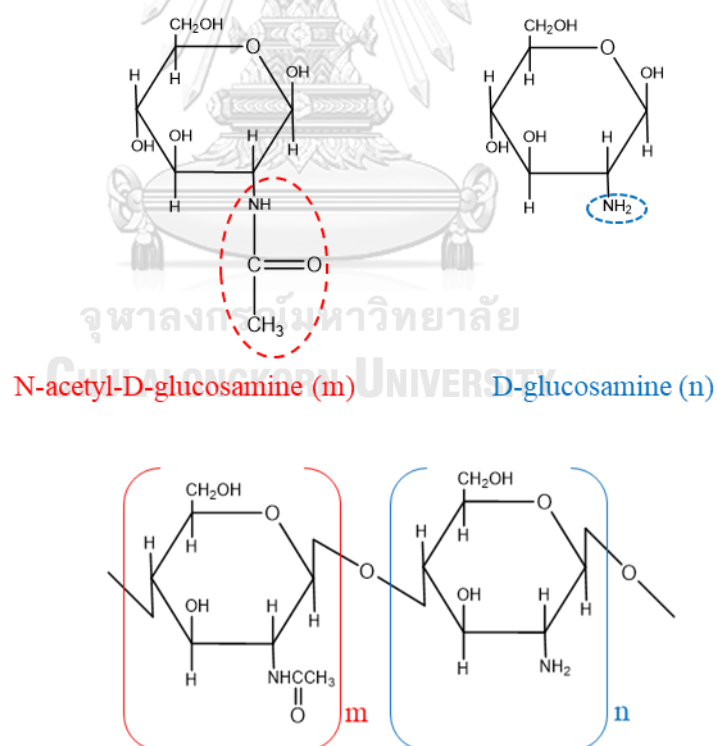 CH2OH CH2OH
O O
H OH H OH
H H
OH H OH H
OH H OH H
H NH H NH2
C O
CH3
จุฬาลงกรณ์มหาวิทยาลัย
CHULALONGKORN UNIVERSITY
N-acetyl-D-glucosamine (m) D-glucosamine (n)
CH2OH CH2OH
O O
H H
H O H O
OH H OH H
H H
H NHCCH3 H NH2
O m n